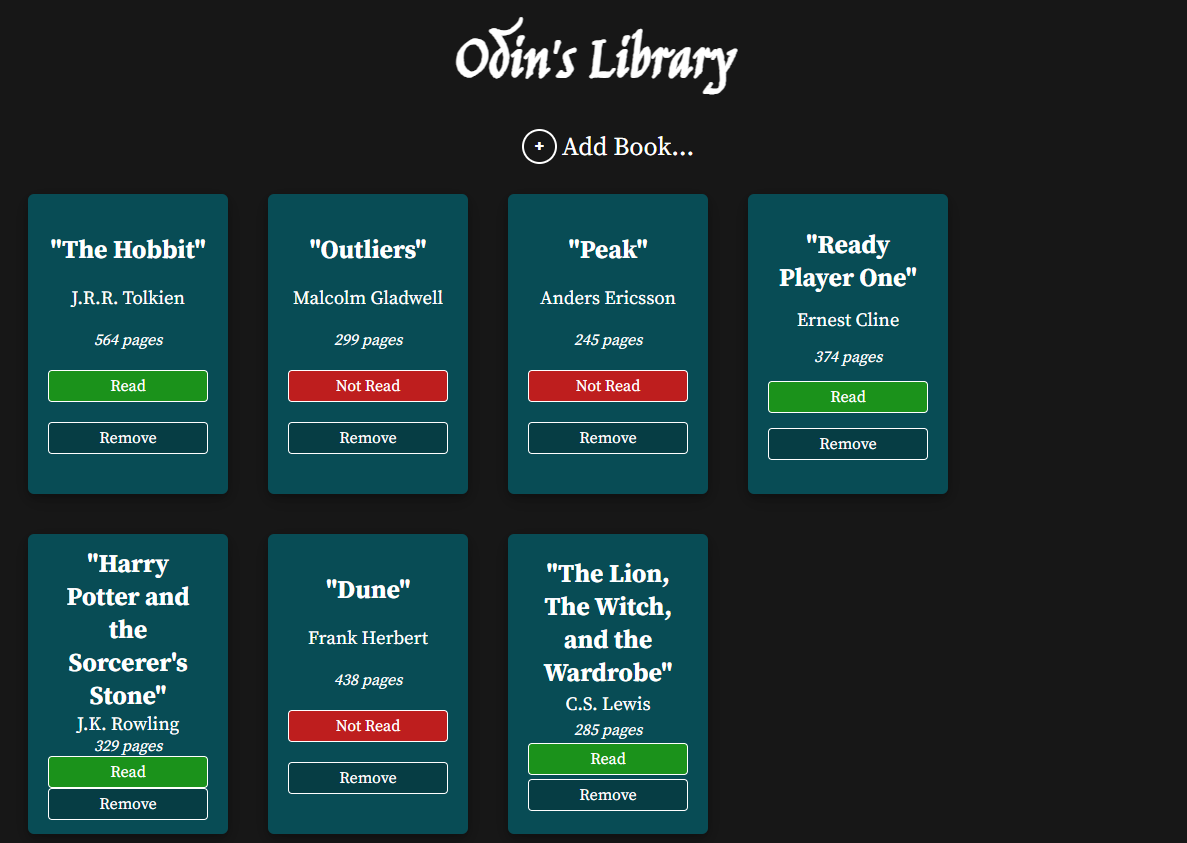 Odin's Library
+ Add Book...
"The Hobbit"
J.R.R. Tolkien
564 pages
Read
Remove
"Outliers"
Malcolm Gladwell
299 pages
Not Read
Remove
"Peak"
Anders Ericsson
245 pages
Not Read
Remove
"Ready
Player One"
Ernest Cline
374 pages
Read
Remove
"Harry
Potter and
the
Sorcerer's
Stone"
J.K. Rowling
329 pages
Read
Remove
"Dune"
Frank Herbert
438 pages
Not Read
Remove
"The Lion,
The Witch,
and the
Wardrobe"
C.S. Lewis
285 pages
Read
Remove